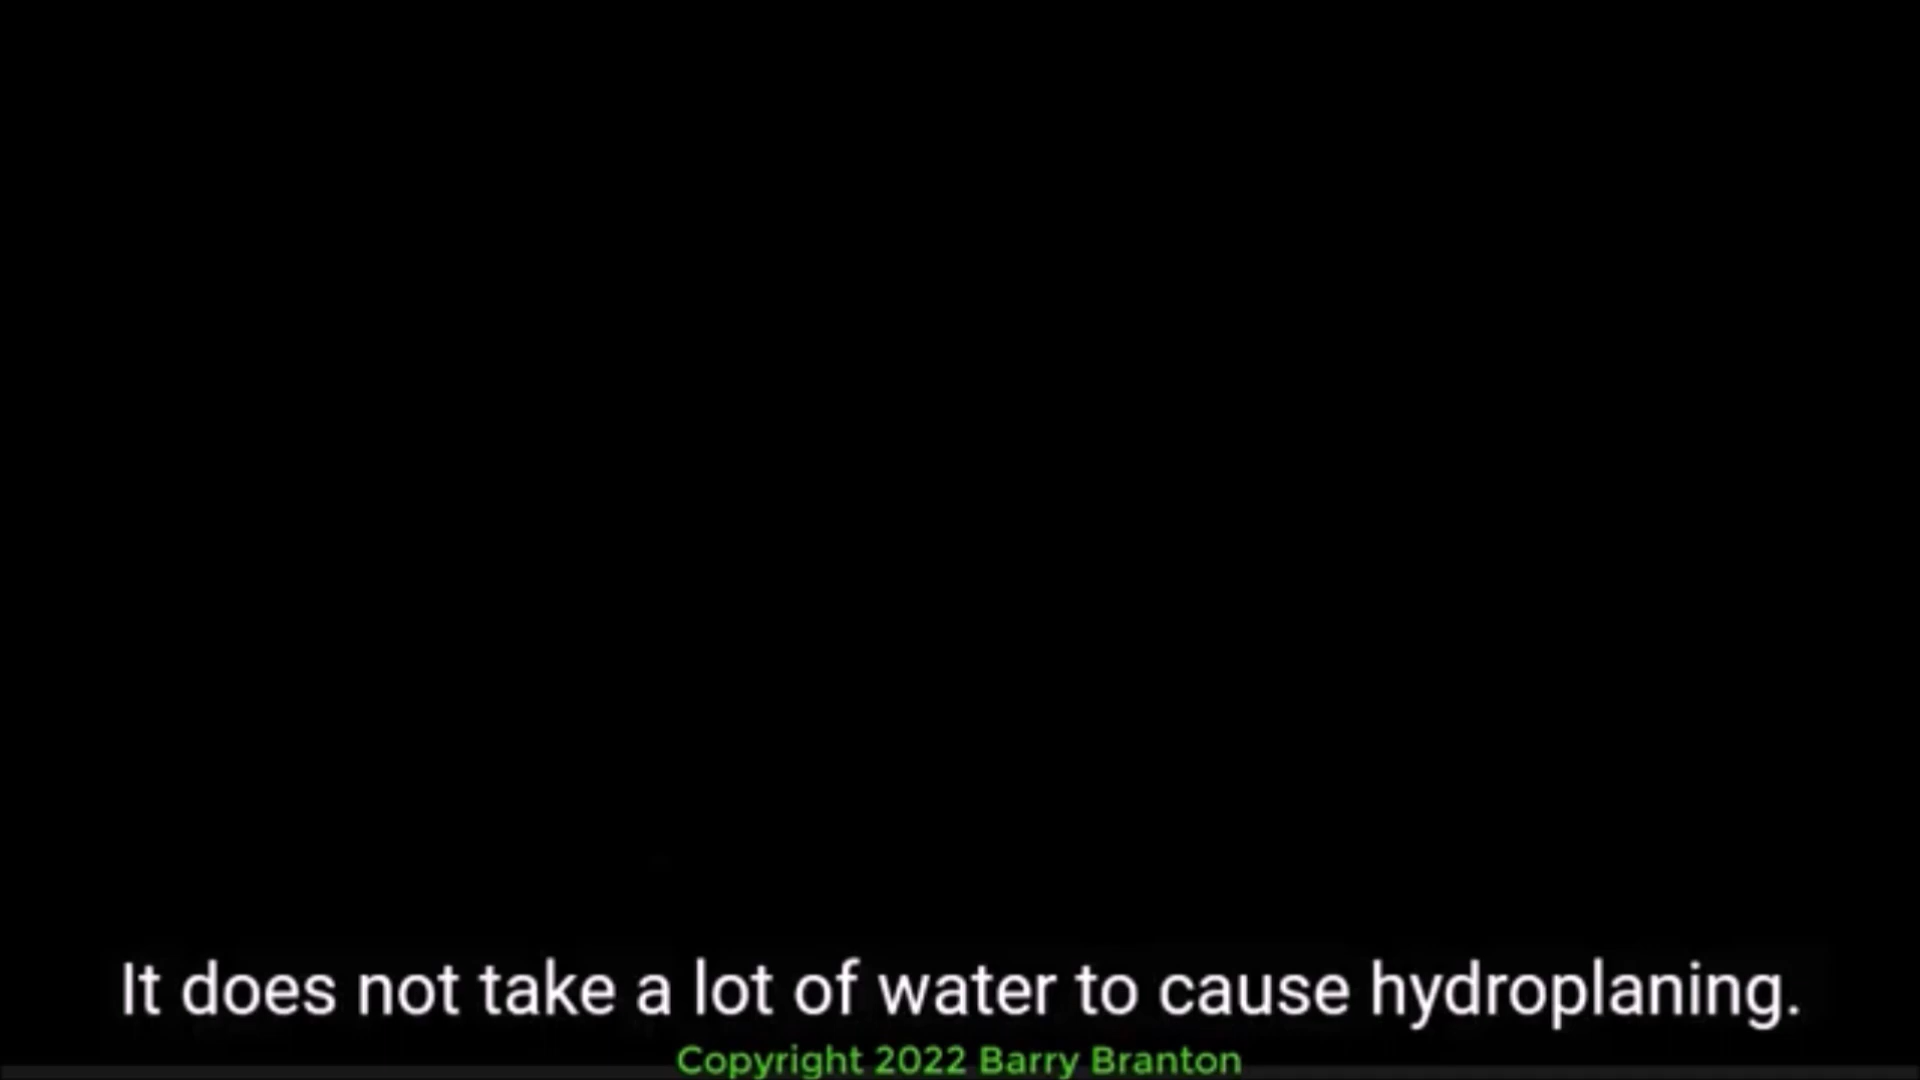 It does not take a lot of water to cause hydroplaning.
Copyright 2022 Barry Branton